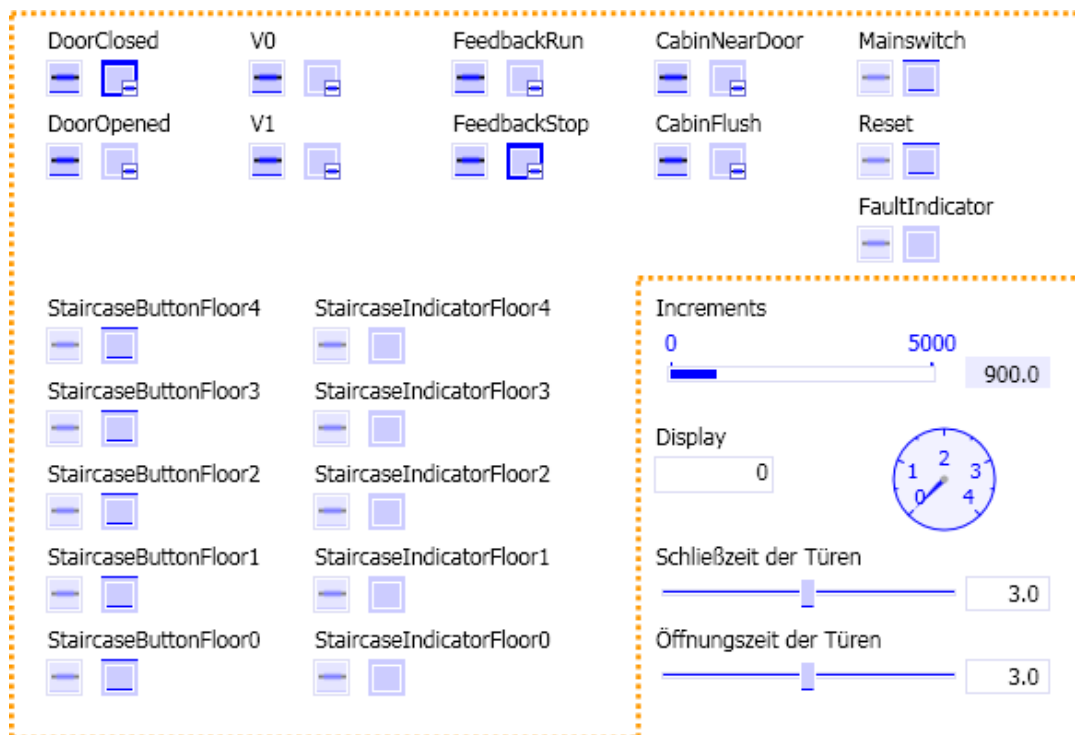 DoorClosed V0 FeedbackRun CabinNearDoor Mainswitch
DoorOpened V1 FeedbackStop CabinFlush Reset
FaultIndicator
StaircaseButtonFloor4 StaircaseIndicatorFloor4 Increments
0 5000
900.0
StaircaseButtonFloor3 StaircaseIndicatorFloor3
Display
0
0 1 2 3 4
StaircaseButtonFloor2 StaircaseIndicatorFloor2
StaircaseButtonFloor1 StaircaseIndicatorFloor1 Schließzeit der Türen
3.0
StaircaseButtonFloor0 StaircaseIndicatorFloor0 Öffnungszeit der Türen
3.0